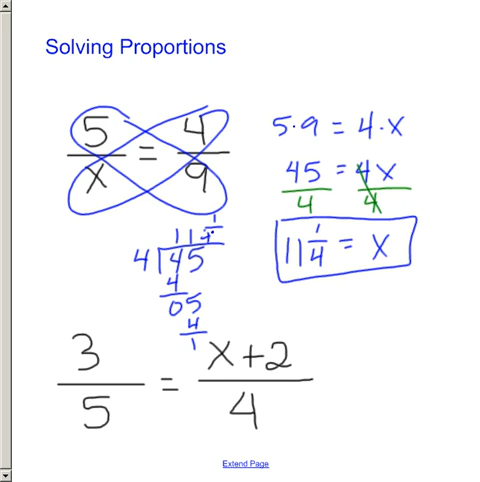 Solving Proportions
5/x = 4/9
5·9 = 4·x
45 = 4x
4 4
11 1/4 = x
11 1/4
4 45
4
05
4
1
3/5 = x+2/4
Extend Page